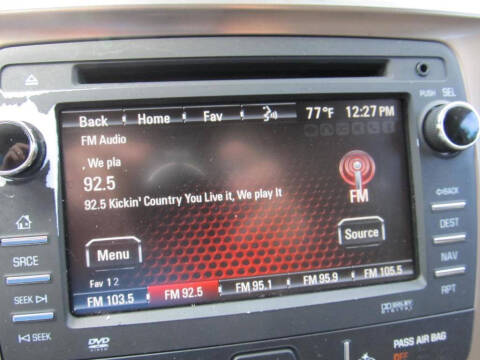 PUSH SEL
Back Home Fav 77°F 12:27 PM
FM Audio
, We pla
92.5
92.5 Kickin' Country You Live it, We play It
FM
Menu
Source
Fav 1 2
FM 103.5 FM 92.5 FM 95.1 FM 95.9 FM 105.5
SRCE
SEEK
SEEK
BACK
DEST
NAV
RPT
DVD
DOLBY
DIGITAL
PASS AIR BAG
OFF